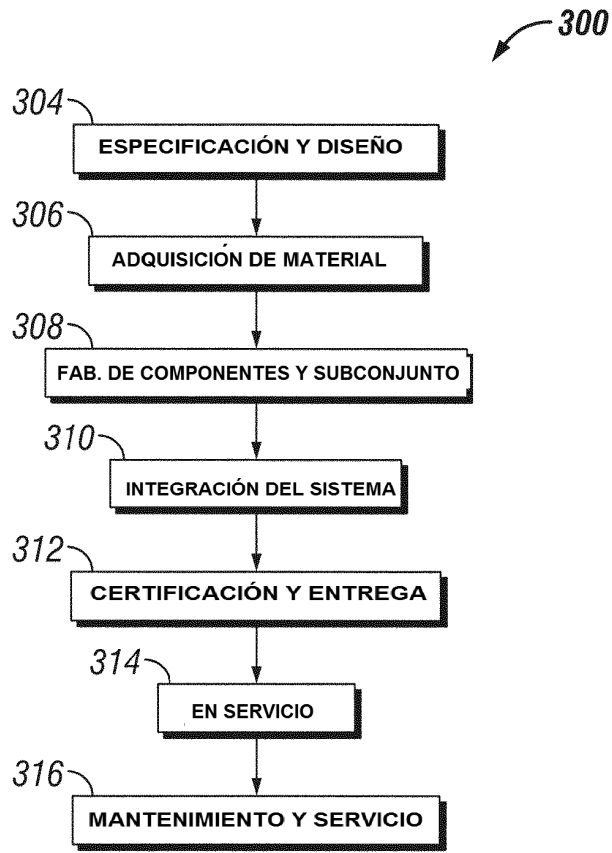 300
304
ESPECIFICACIÓN Y DISEÑO
306
ADQUISICIÓN DE MATERIAL
308
FAB. DE COMPONENTES Y SUBCONJUNTO
310
INTEGRACIÓN DEL SISTEMA
312
CERTIFICACIÓN Y ENTREGA
314
EN SERVICIO
316
MANTENIMIENTO Y SERVICIO